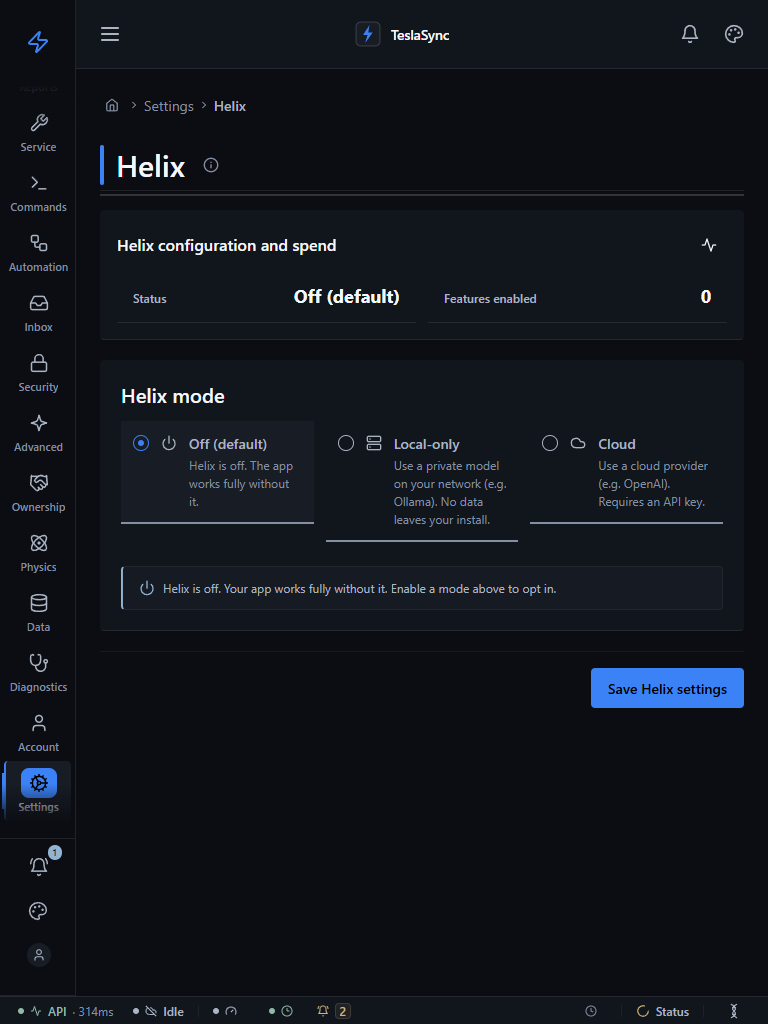 TeslaSync
Reports
Service
Commands
Automation
Inbox
Security
Advanced
Ownership
Physics
Data
Diagnostics
Account
Settings
1
Settings
Helix
Helix
Helix configuration and spend
Status
Off (default)
Features enabled
0
Helix mode
Off (default)
Helix is off. The app
works fully without
it.
Local-only
Use a private model
on your network (e.g.
Ollama). No data
leaves your install.
Cloud
Use a cloud provider
(e.g. OpenAI).
Requires an API key.
Helix is off. Your app works fully without it. Enable a mode above to opt in.
Save Helix settings
API · 314ms
Idle
2
Status